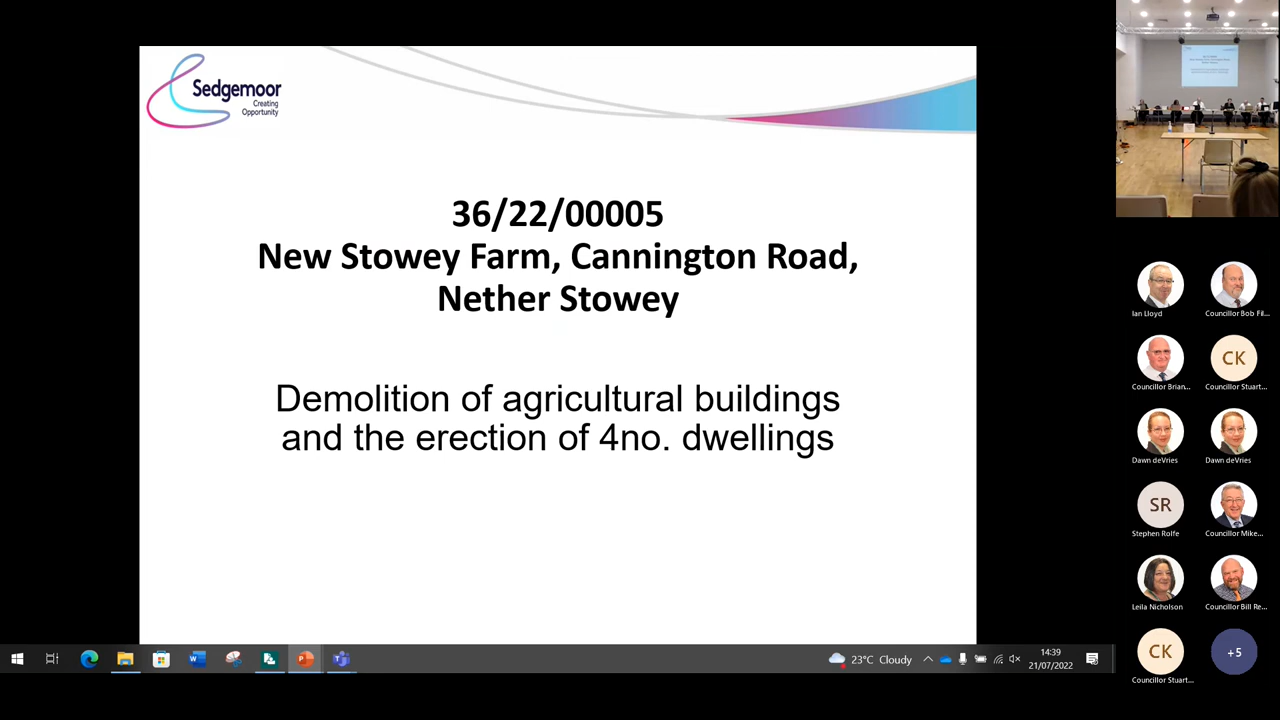 Sedgemoor
Creating
Opportunity
36/22/00005
New Stowey Farm, Cannington Road,
Nether Stowey
Demolition of agricultural buildings
and the erection of 4no. dwellings
Ian Lloyd
Councillor Bob Fil...
Councillor Brian...
CK
Councillor Stuart...
Dawn deVries
Dawn deVries
SR
Stephen Rolfe
Councillor Mike...
Leila Nicholson
Councillor Bill Re...
CK
Councillor Stuart...
+5
23°C Cloudy
14:39
21/07/2022